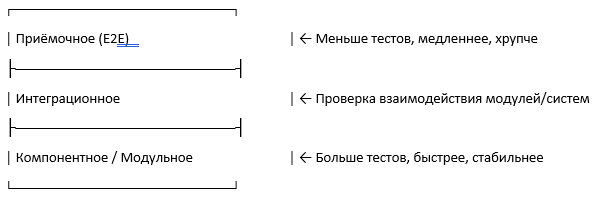 Приёмочное (E2E) ← Меньше тестов, медленнее, хрупче
Интеграционное ← Проверка взаимодействия модулей/систем
Компонентное / Модульное ← Больше тестов, быстрее, стабильнее